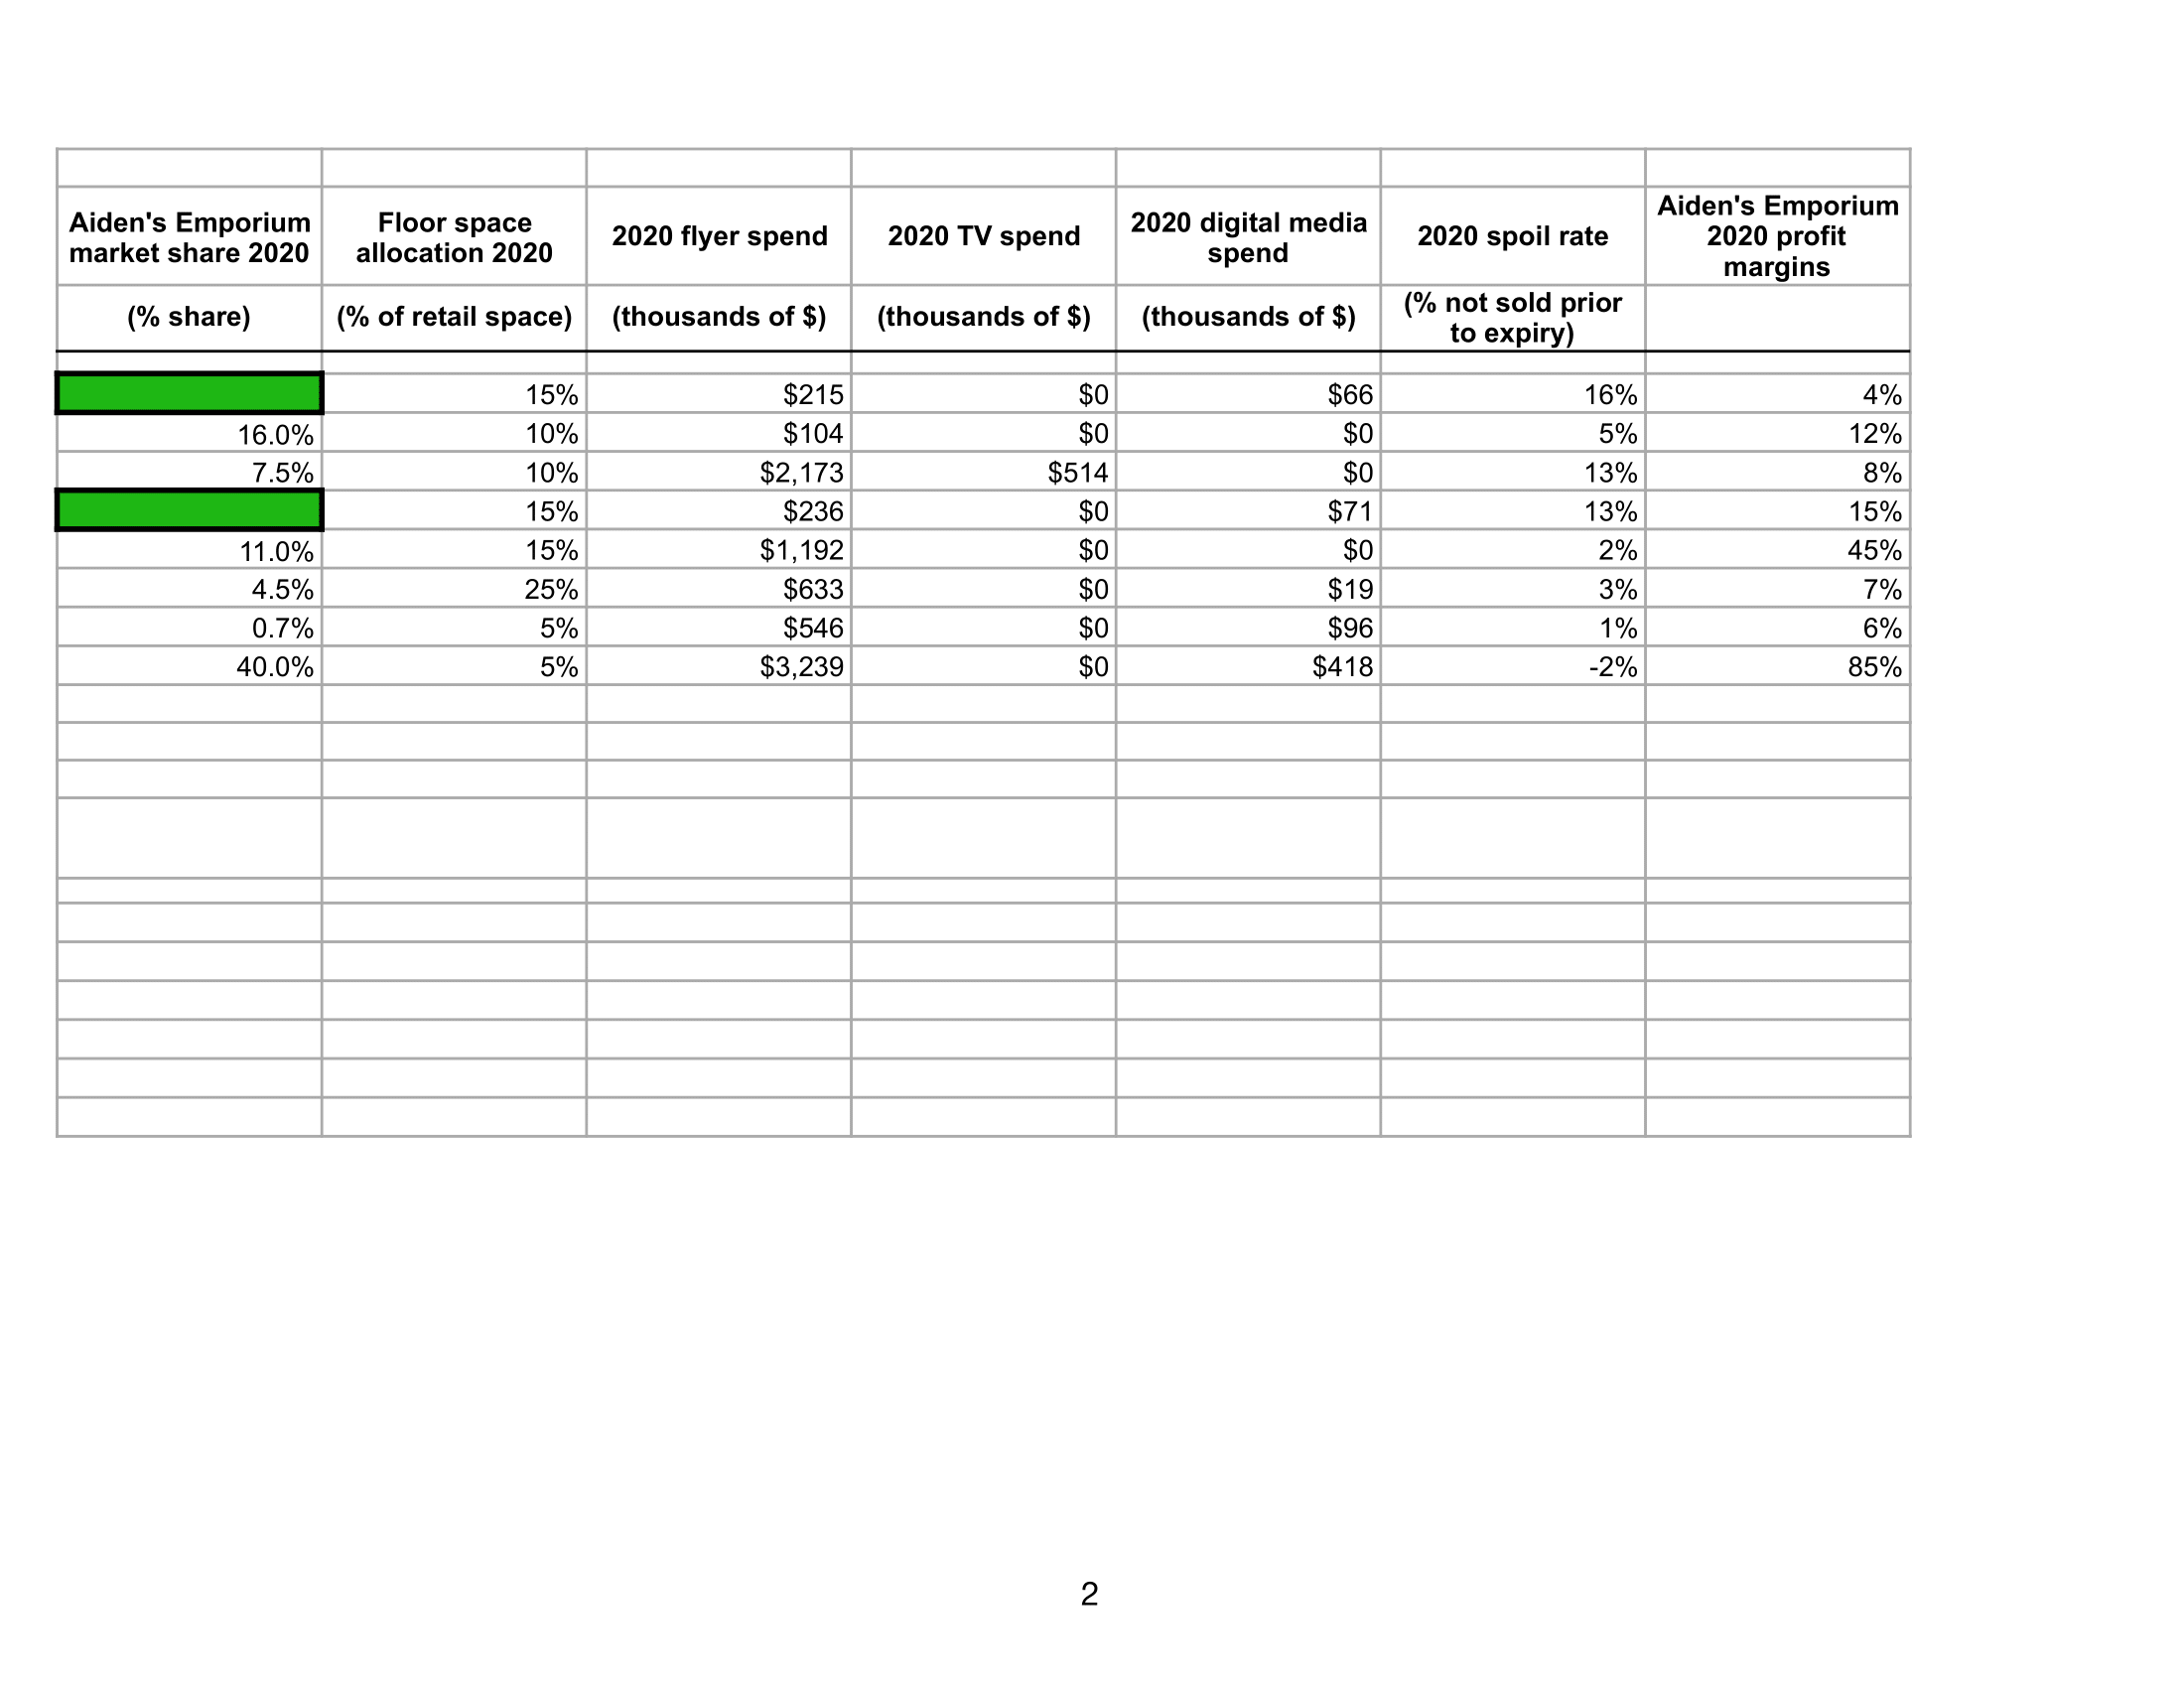 Aiden's Emporium market share 2020 Floor space allocation 2020 2020 flyer spend 2020 TV spend 2020 digital media spend 2020 spoil rate Aiden's Emporium 2020 profit margins
(% share) (% of retail space) (thousands of $) (thousands of $) (thousands of $) (% not sold prior to expiry)
15% $215 $0 $66 16% 4%
16.0% 10% $104 $0 $0 5% 12%
7.5% 10% $2,173 $514 $0 13% 8%
15% $236 $0 $71 13% 15%
11.0% 15% $1,192 $0 $0 2% 45%
4.5% 25% $633 $0 $19 3% 7%
0.7% 5% $546 $0 $96 1% 6%
40.0% 5% $3,239 $0 $418 -2% 85%
2